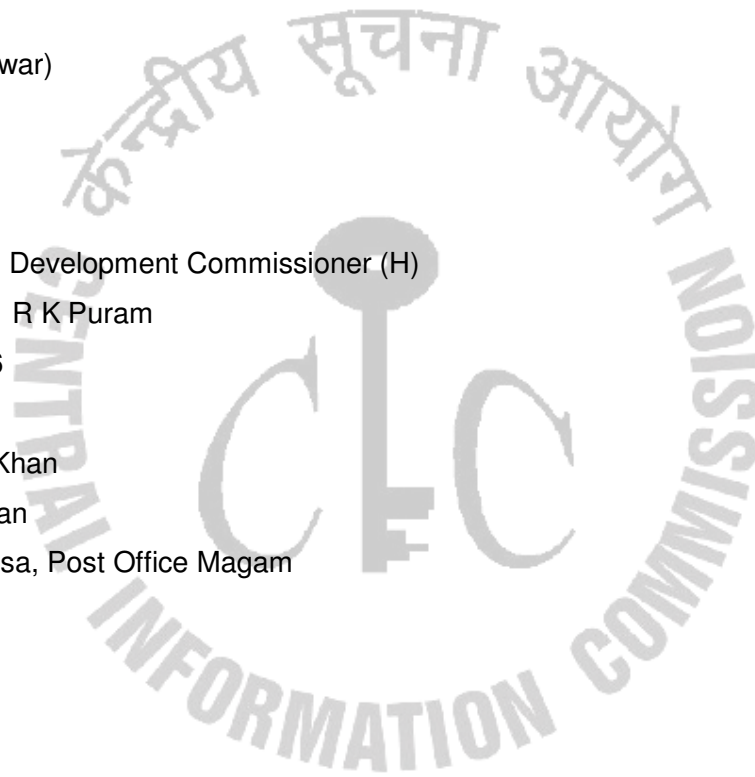 war)
केन्द्रीय सूचना आयोग
Development Commissioner (H)
R K Puram
Khan
an
sa, Post Office Magam
CIC
CENTRAL INFORMATION COMMISSION